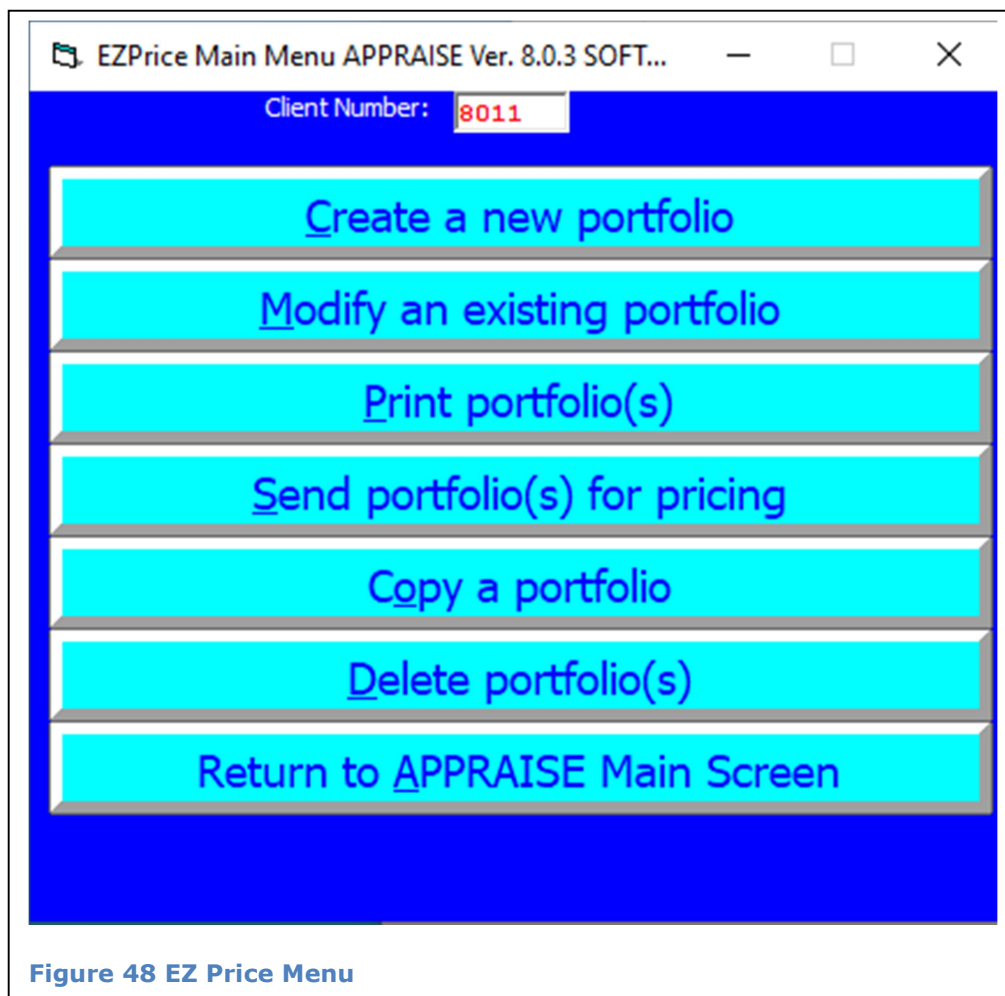 EZPrice Main Menu APPRAISE Ver. 8.0.3 SOFT...
Client Number: 8011
Create a new portfolio
Modify an existing portfolio
Print portfolio(s)
Send portfolio(s) for pricing
Copy a portfolio
Delete portfolio(s)
Return to APPRAISE Main Screen
Figure 48 EZ Price Menu